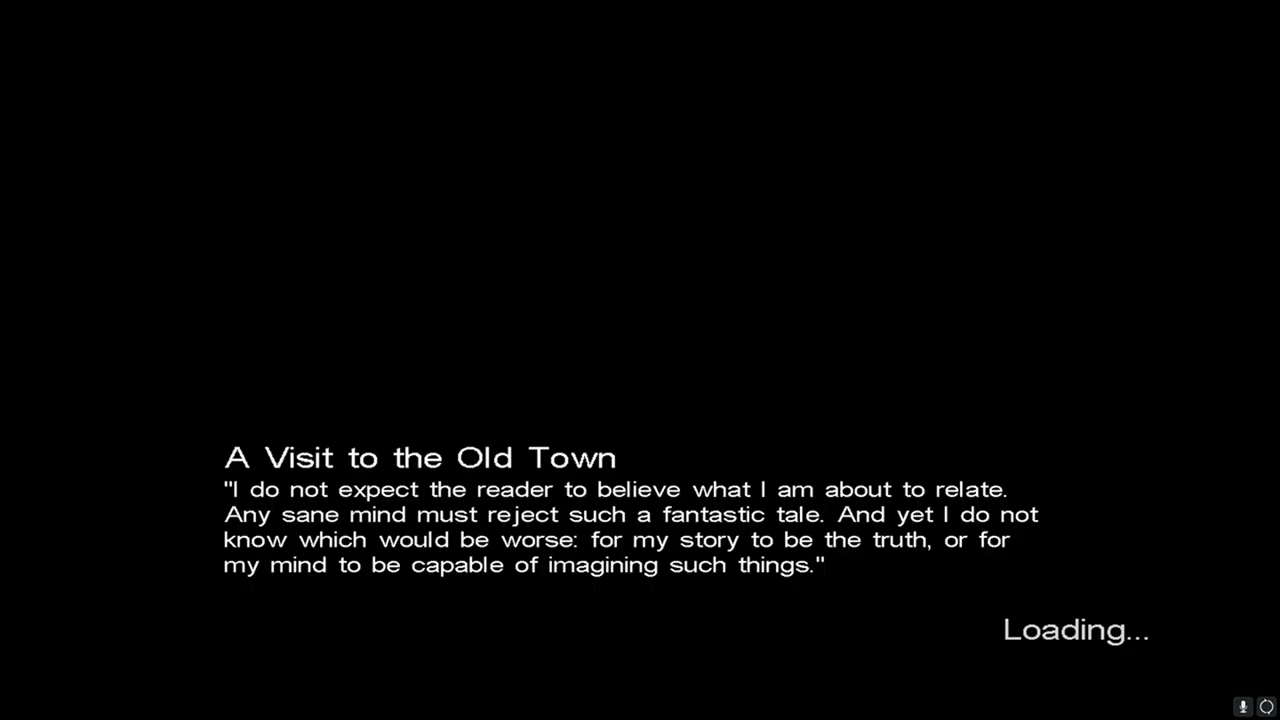 A Visit to the Old Town
"I do not expect the reader to believe what I am about to relate.
Any sane mind must reject such a fantastic tale. And yet I do not
know which would be worse: for my story to be the truth, or for
my mind to be capable of imagining such things."
Loading...